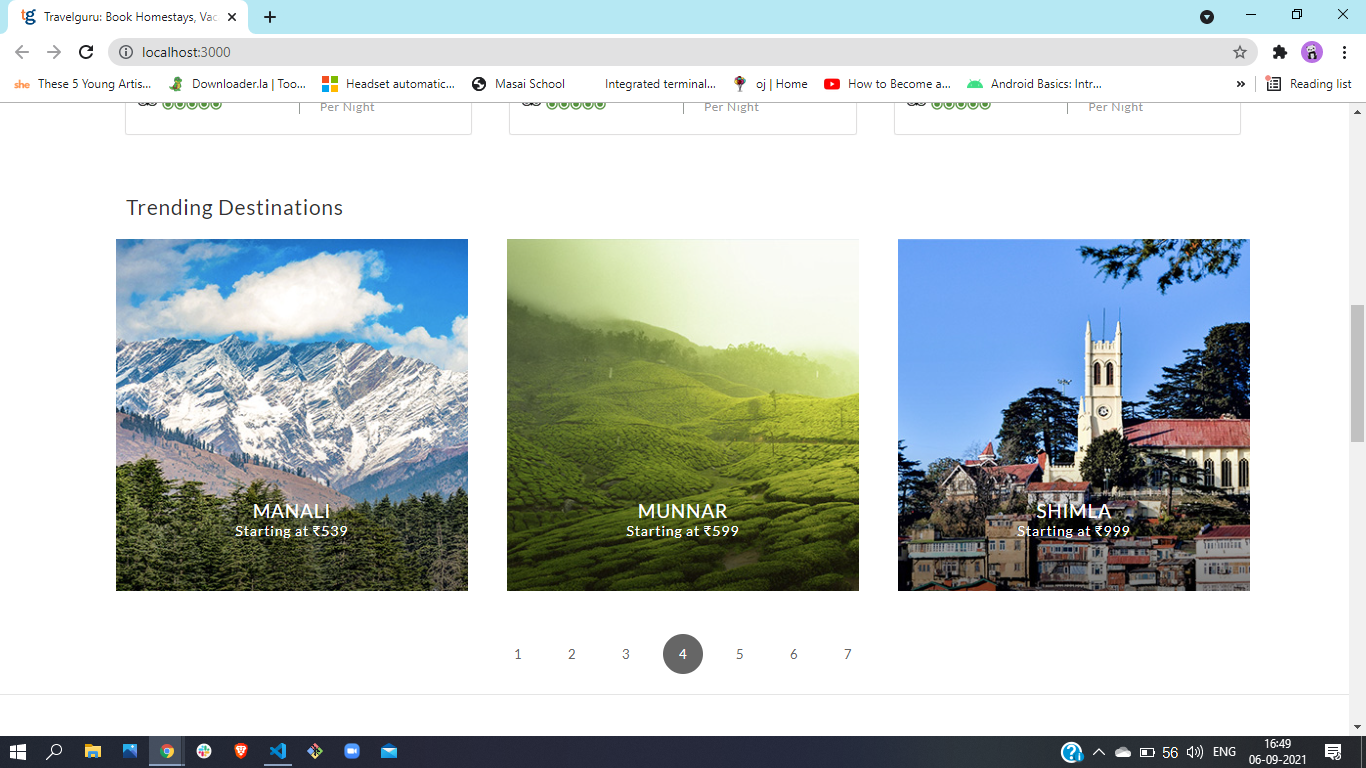 tg Travelguru: Book Homestays, Vac
localhost:3000
she These 5 Young Artis... Downloader.la | Too... Headset automatic... Masai School Integrated terminal... oj | Home How to Become a... Android Basics: Intr... » Reading list
Per Night Per Night Per Night
Trending Destinations
MANALI
Starting at ₹539
MUNNAR
Starting at ₹599
SHIMLA
Starting at ₹999
1 2 3 4 5 6 7
56 ENG 16:49
06-09-2021